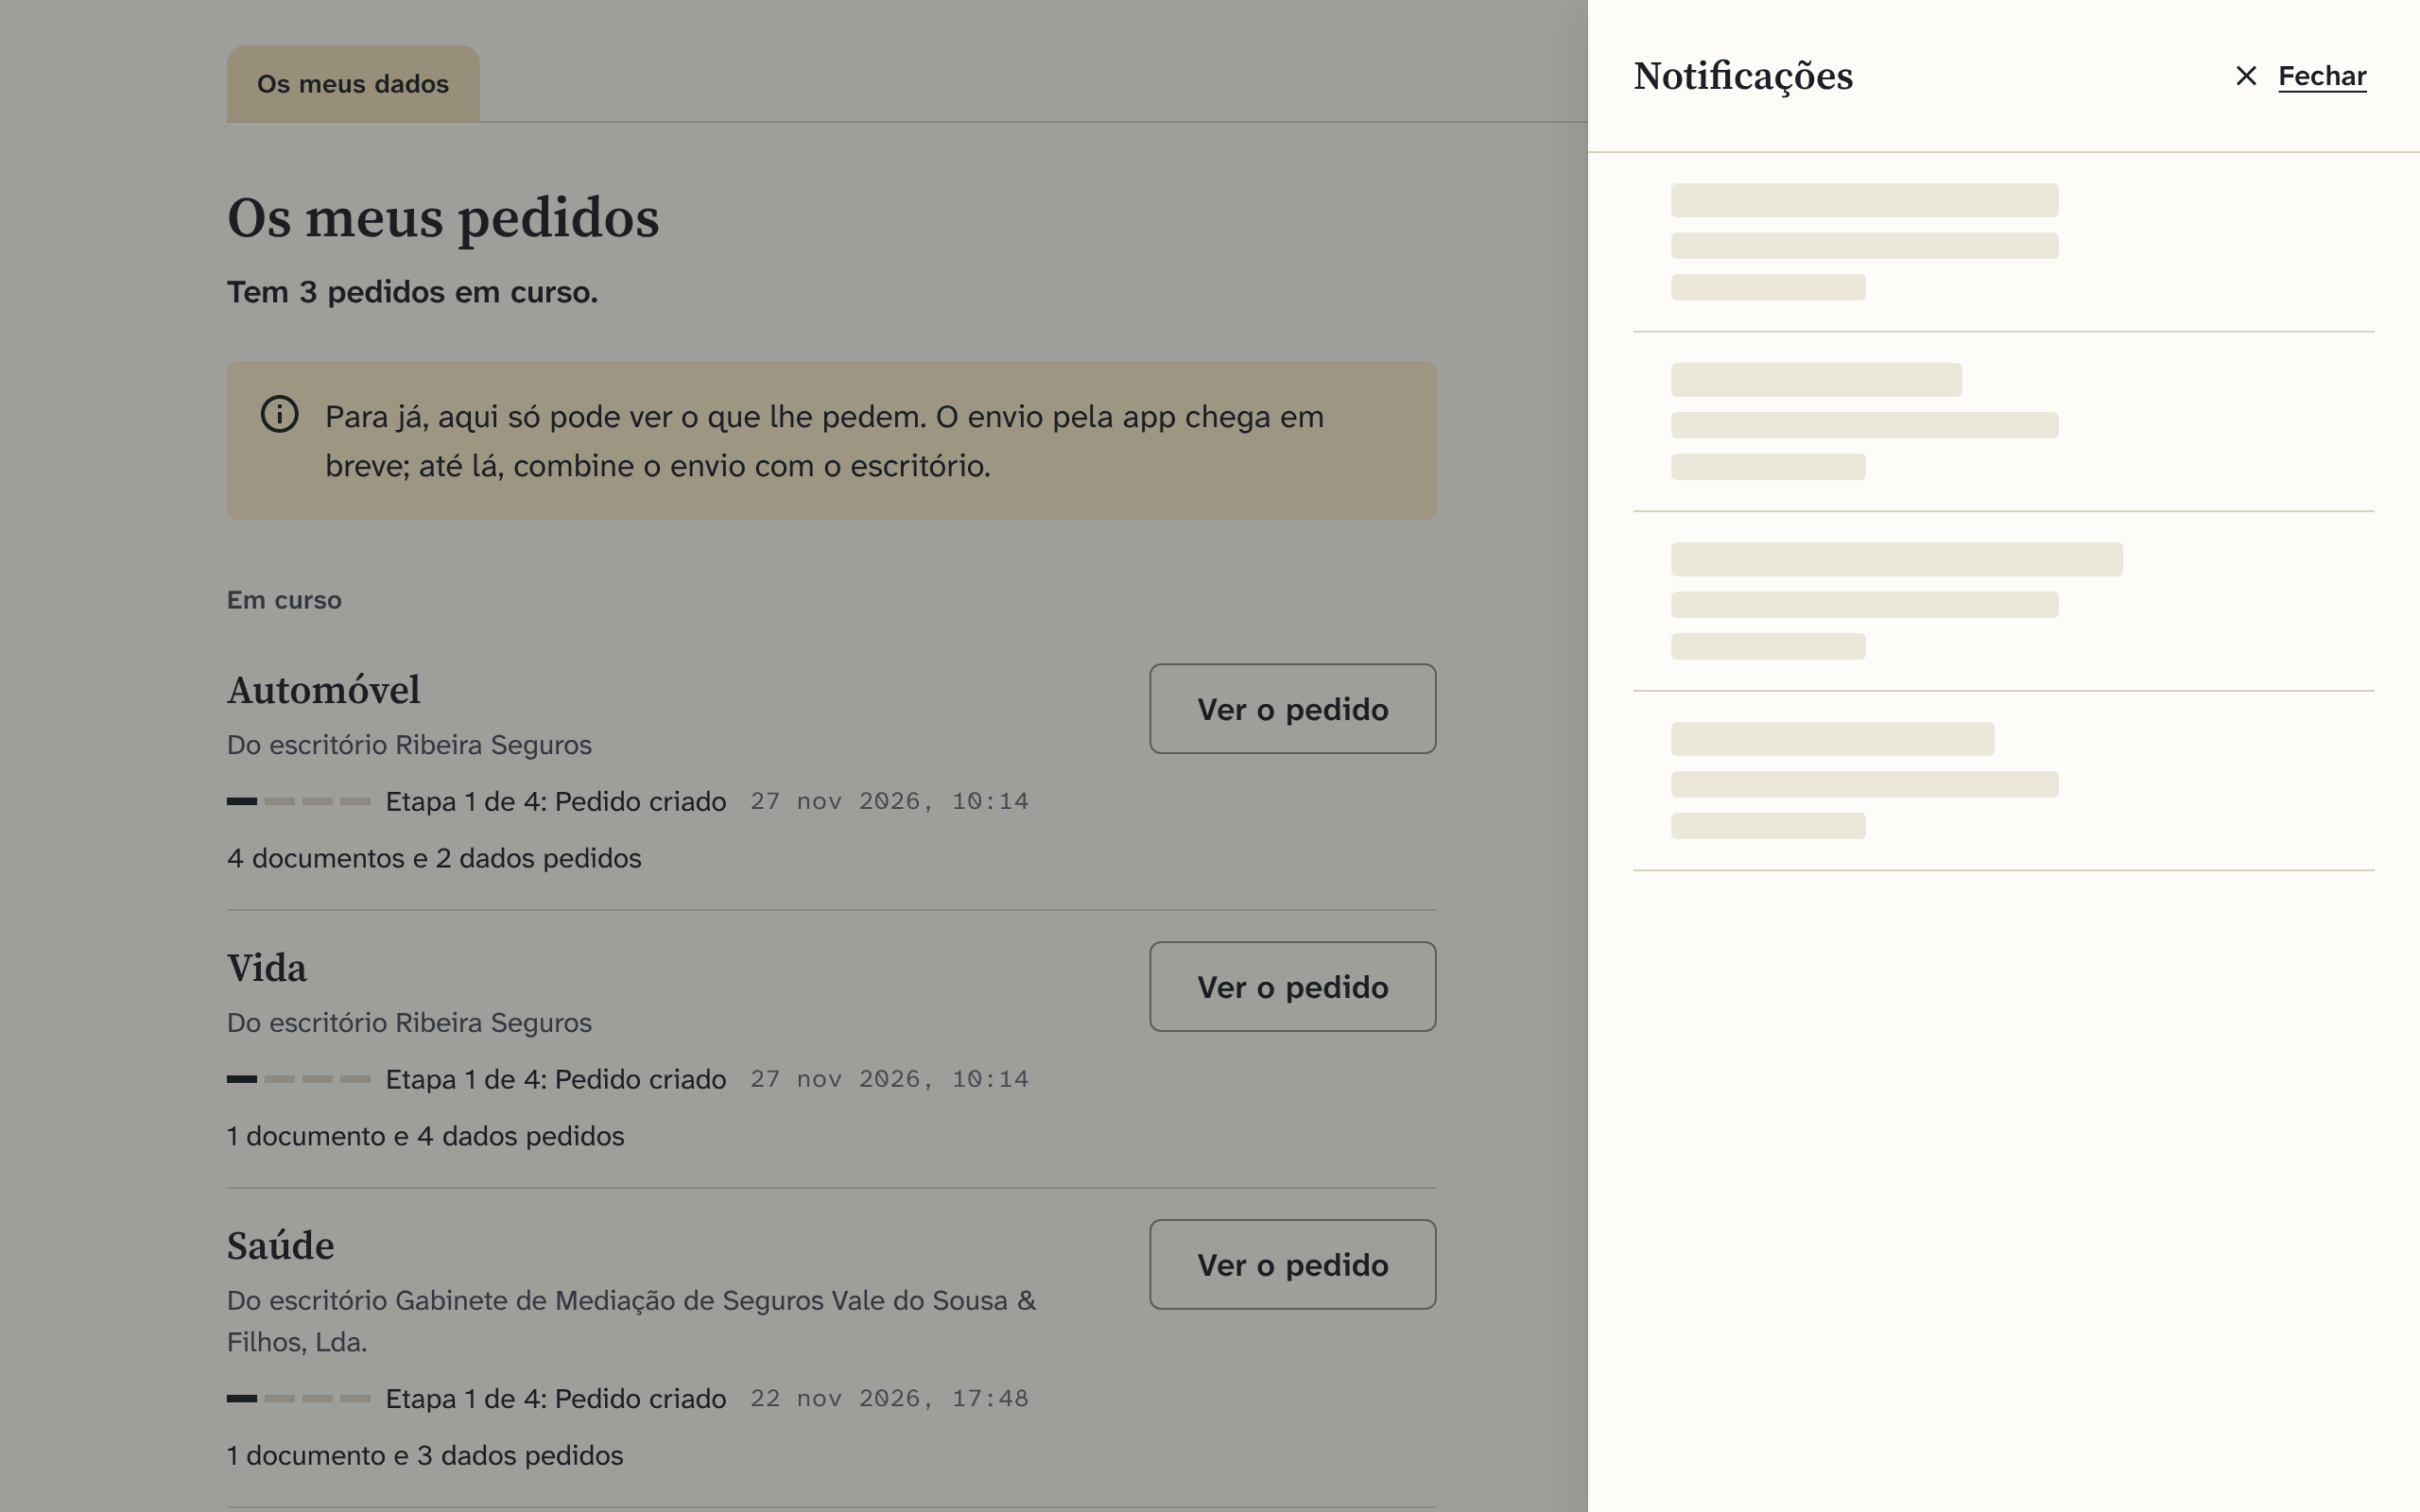 Os meus dados
Os meus pedidos
Tem 3 pedidos em curso.
Para já, aqui só pode ver o que lhe pedem. O envio pela app chega em
breve; até lá, combine o envio com o escritório.
Em curso
Automóvel
Ver o pedido
Do escritório Ribeira Seguros
Etapa 1 de 4: Pedido criado 27 nov 2026, 10:14
4 documentos e 2 dados pedidos
Vida
Ver o pedido
Do escritório Ribeira Seguros
Etapa 1 de 4: Pedido criado 27 nov 2026, 10:14
1 documento e 4 dados pedidos
Saúde
Ver o pedido
Do escritório Gabinete de Mediação de Seguros Vale do Sousa &
Filhos, Lda.
Etapa 1 de 4: Pedido criado 22 nov 2026, 17:48
1 documento e 3 dados pedidos
Notificações
Fechar